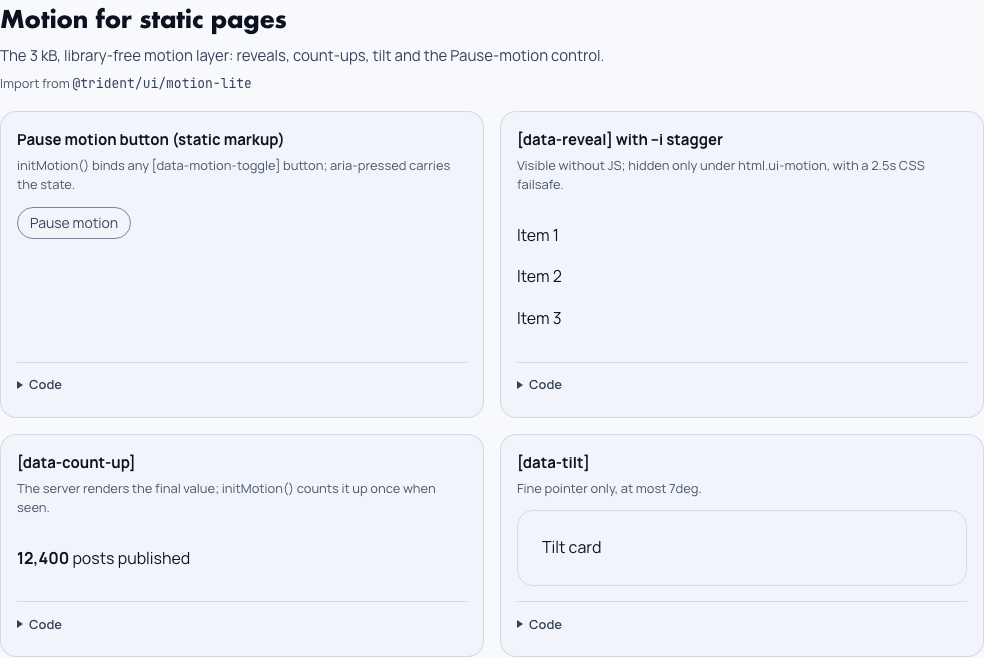 Motion for static pages
The 3 kB, library-free motion layer: reveals, count-ups, tilt and the Pause-motion control.
Import from @trident/ui/motion-lite
Pause motion button (static markup)
initMotion() binds any [data-motion-toggle] button; aria-pressed carries
the state.
Pause motion
Code
[data-reveal] with –i stagger
Visible without JS; hidden only under html.ui-motion, with a 2.5s CSS
failsafe.
Item 1
Item 2
Item 3
Code
[data-count-up]
The server renders the final value; initMotion() counts it up once when
seen.
12,400 posts published
Code
[data-tilt]
Fine pointer only, at most 7deg.
Tilt card
Code